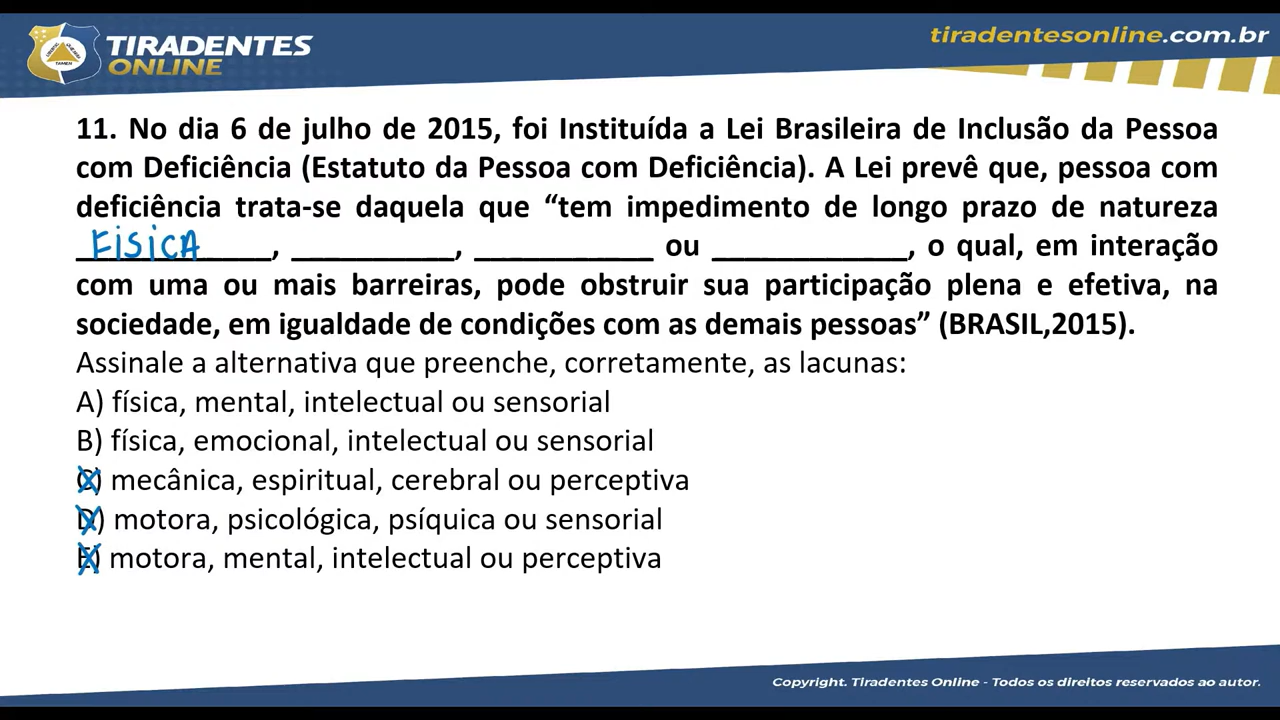 TIRADENTES
ONLINE
tiradentesonline.com.br
11. No dia 6 de julho de 2015, foi Instituída a Lei Brasileira de Inclusão da Pessoa
com Deficiência (Estatuto da Pessoa com Deficiência). A Lei prevê que, pessoa com
deficiência trata-se daquela que “tem impedimento de longo prazo de natureza
FíSiCA____, __________, ___________ ou ____________, o qual, em interação
com uma ou mais barreiras, pode obstruir sua participação plena e efetiva, na
sociedade, em igualdade de condições com as demais pessoas” (BRASIL,2015).
Assinale a alternativa que preenche, corretamente, as lacunas:
A) física, mental, intelectual ou sensorial
B) física, emocional, intelectual ou sensorial
C) mecânica, espiritual, cerebral ou perceptiva
D) motora, psicológica, psíquica ou sensorial
E) motora, mental, intelectual ou perceptiva
Copyright. Tiradentes Online - Todos os direitos reservados ao autor.